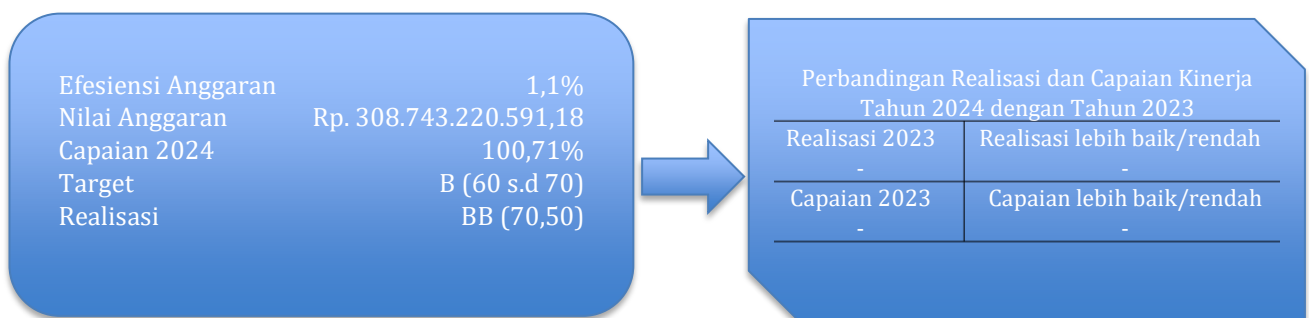 Efesiensi Anggaran 1,1%
Nilai Anggaran Rp. 308.743.220.591,18
Capaian 2024 100,71%
Target B (60 s.d 70)
Realisasi BB (70,50)
Perbandingan Realisasi dan Capaian Kinerja
Tahun 2024 dengan Tahun 2023
Realisasi 2023 Realisasi lebih baik/rendah
- -
Capaian 2023 Capaian lebih baik/rendah
- -